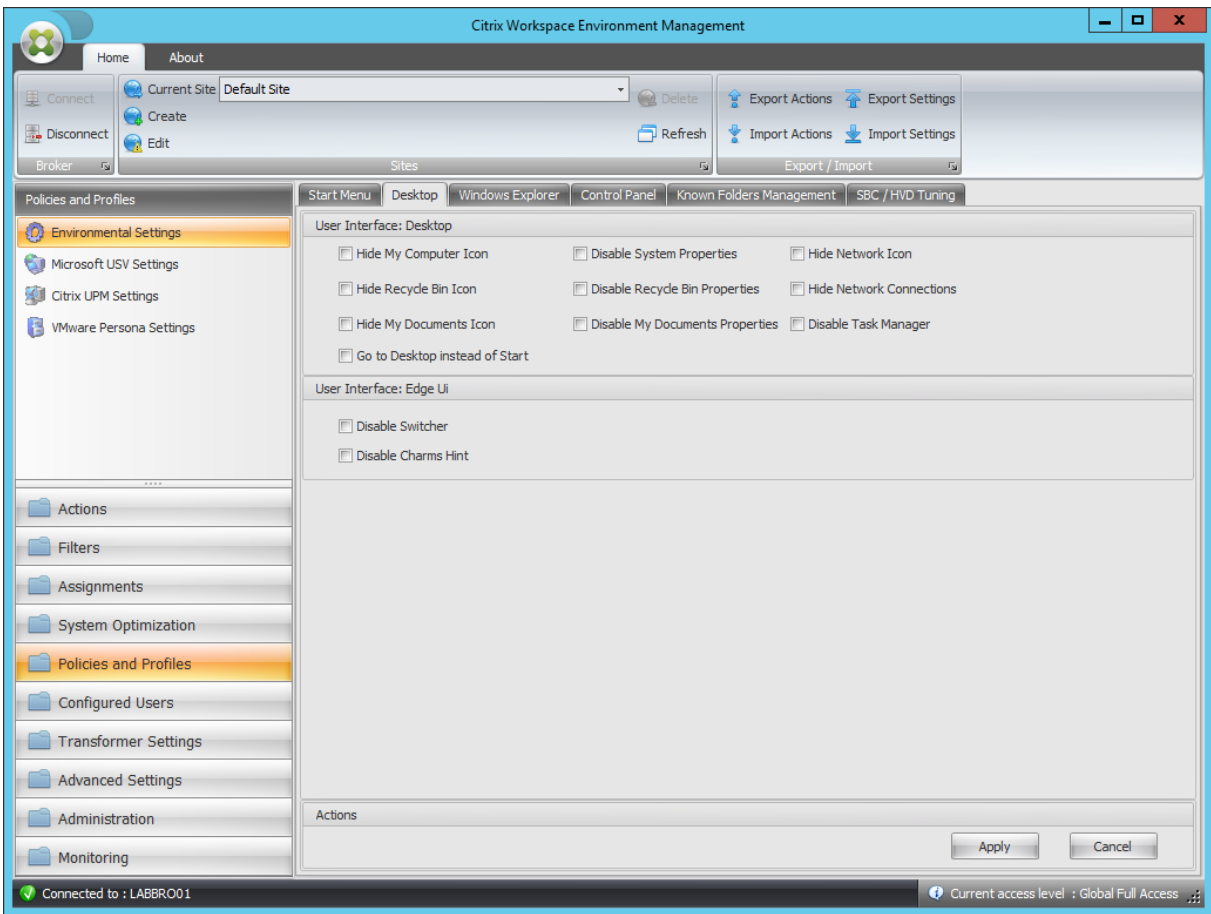 Citrix Workspace Environment Management
Home About
Connect
Disconnect
Broker
Current Site Default Site
Create
Edit
Delete
Refresh
Sites
Export Actions Export Settings
Import Actions Import Settings
Export / Import
Policies and Profiles
Environmental Settings
Microsoft USV Settings
Citrix UPM Settings
VMware Persona Settings
Actions
Filters
Assignments
System Optimization
Policies and Profiles
Configured Users
Transformer Settings
Advanced Settings
Administration
Monitoring
Start Menu Desktop Windows Explorer Control Panel Known Folders Management SBC / HVD Tuning
User Interface: Desktop
Hide My Computer Icon Disable System Properties Hide Network Icon
Hide Recycle Bin Icon Disable Recycle Bin Properties Hide Network Connections
Hide My Documents Icon Disable My Documents Properties Disable Task Manager
Go to Desktop instead of Start
User Interface: Edge Ui
Disable Switcher
Disable Charms Hint
Actions
Apply Cancel
Connected to : LABBRO01 Current access level : Global Full Access